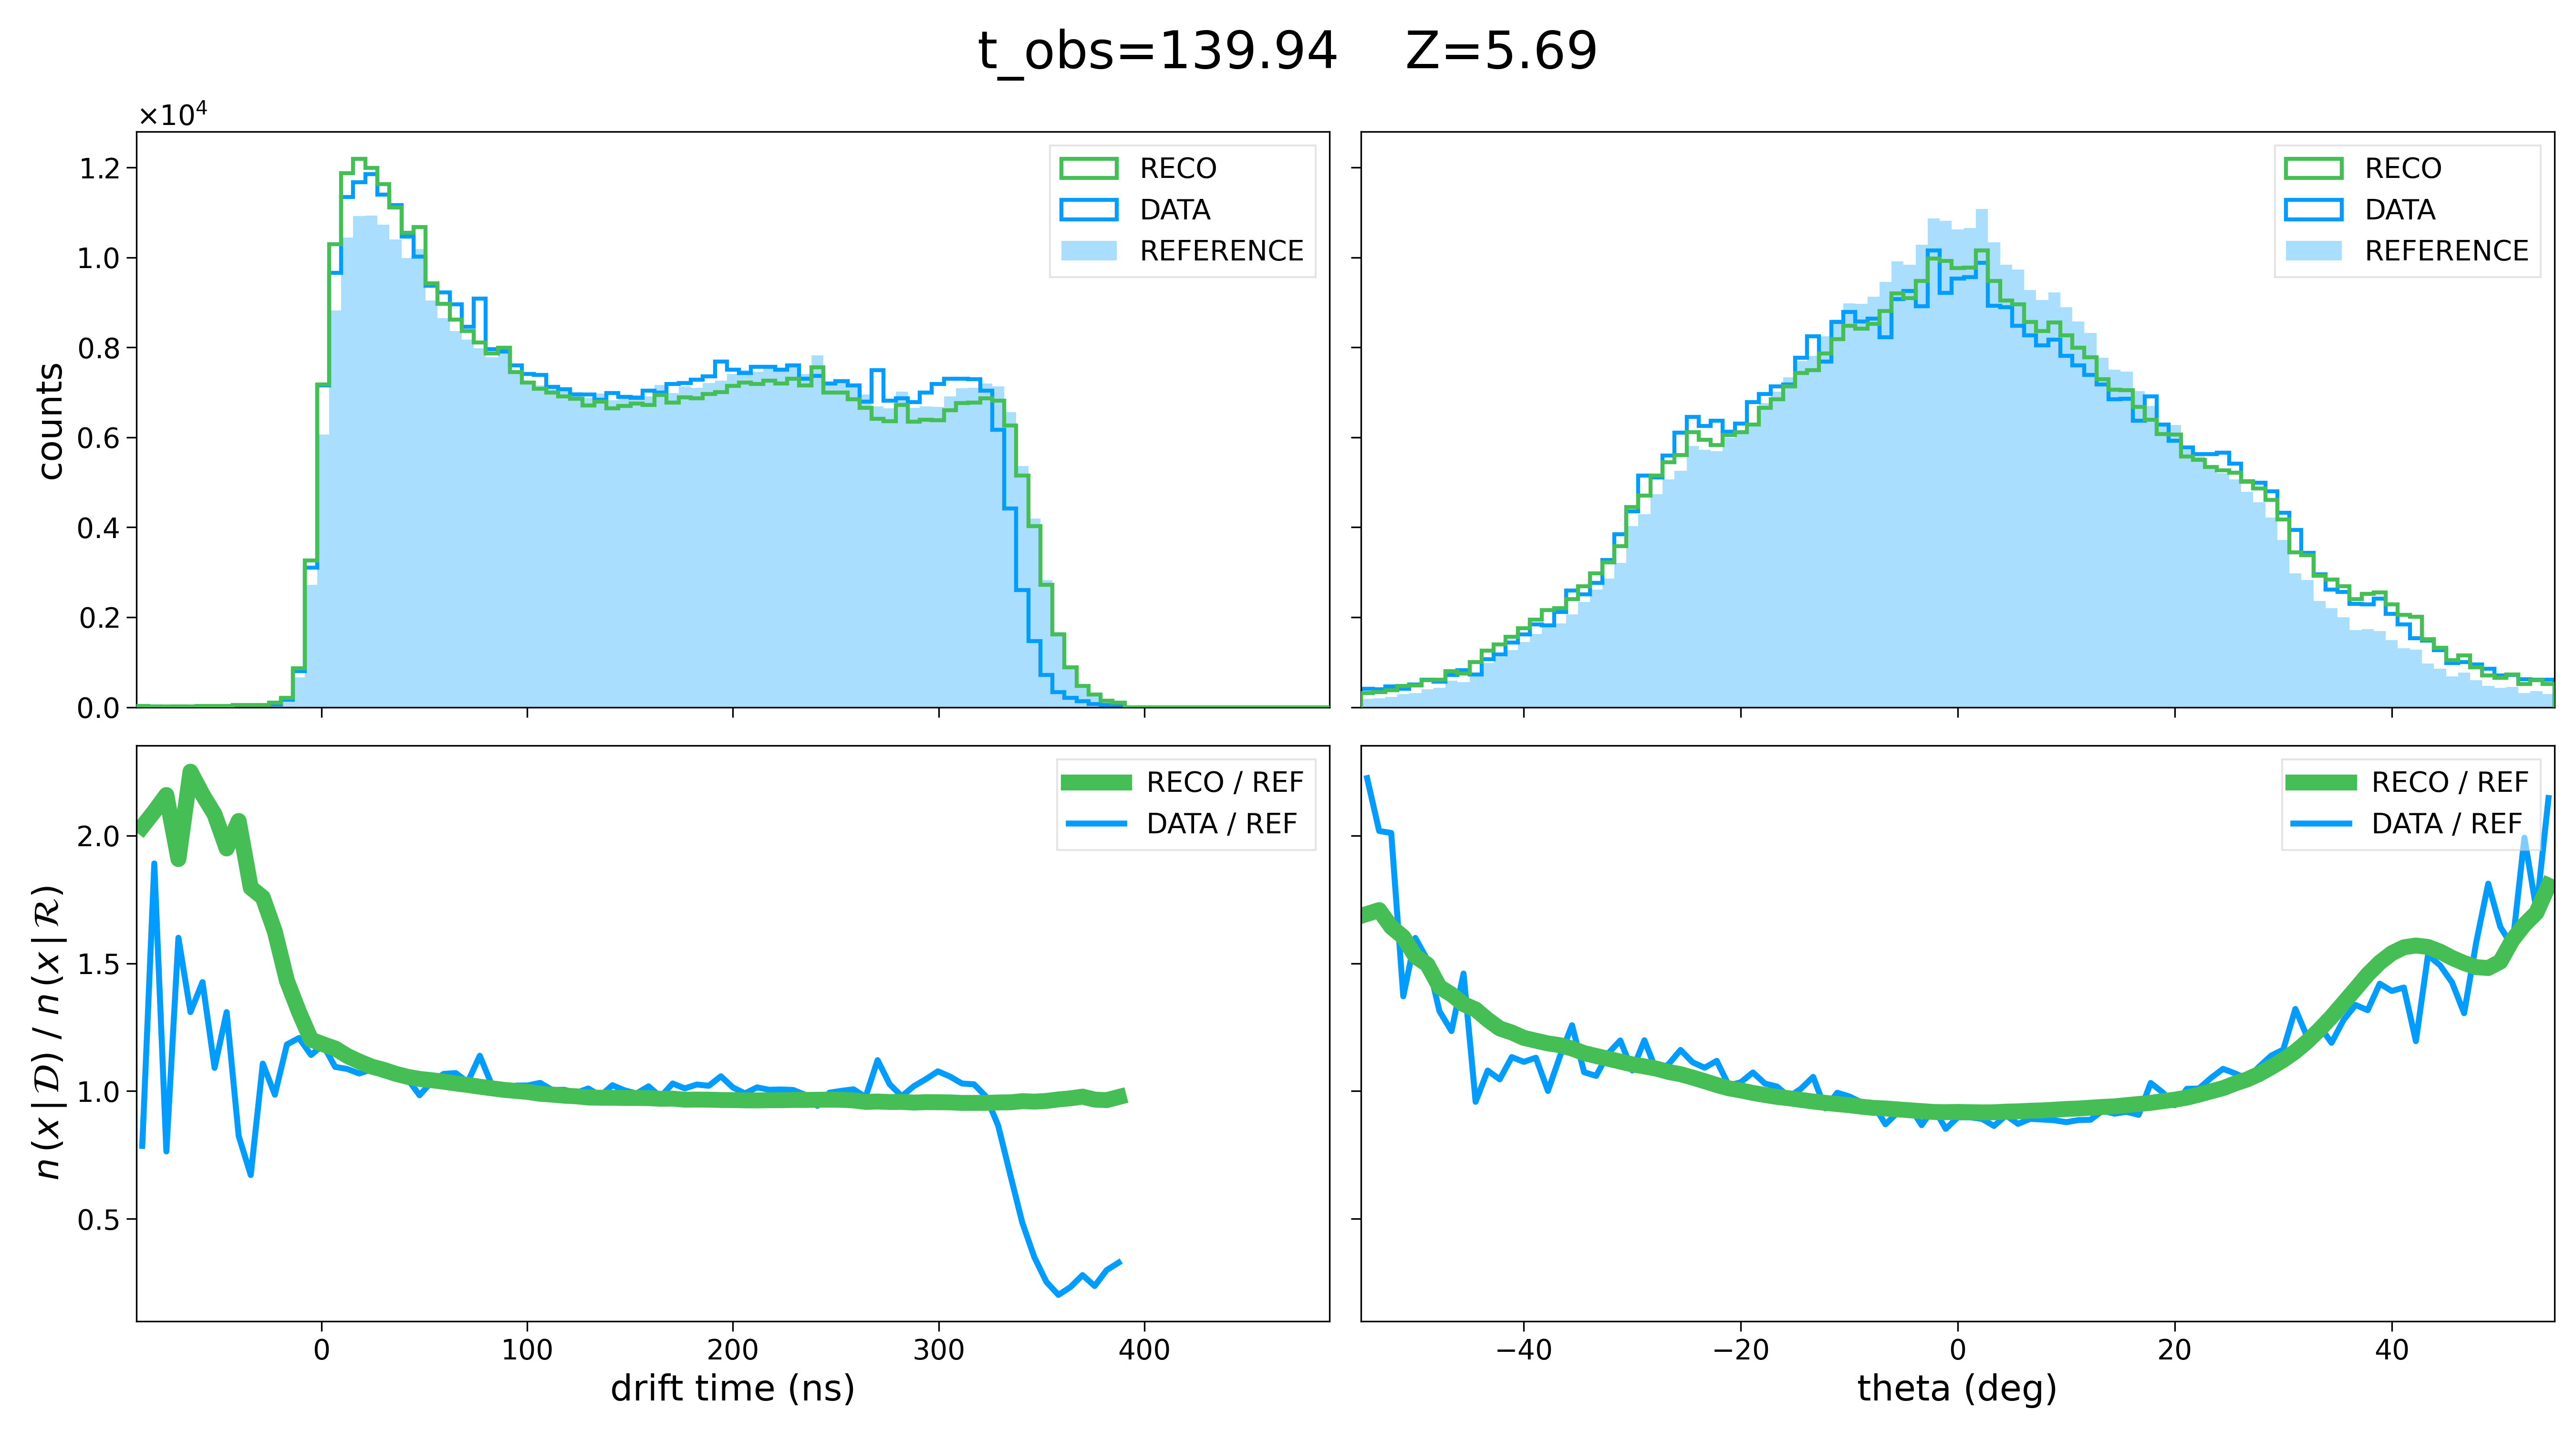 t_obs=139.94 Z=5.69
×10⁴
1.2
1.0
0.8
0.6
0.4
0.2
0.0
counts
RECO
DATA
REFERENCE
RECO
DATA
REFERENCE
2.0
1.5
1.0
0.5
n(x|𝒟) / n(x|ℛ)
RECO / REF
DATA / REF
0 100 200 300 400
drift time (ns)
RECO / REF
DATA / REF
−40 −20 0 20 40
theta (deg)